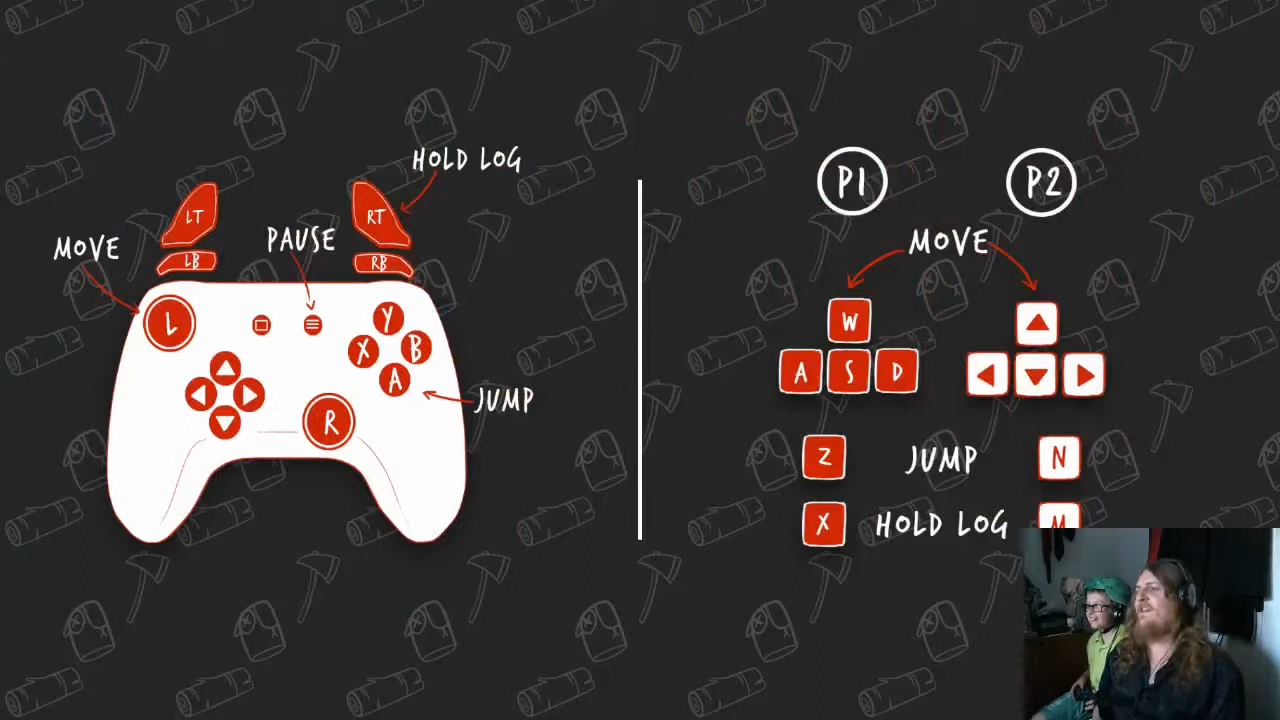 HOLD LOG
LT
RT
MOVE
PAUSE
LB
RB
L
Y
X
B
A
JUMP
R
P1
P2
MOVE
W
A S D
Z JUMP N
X HOLD LOG M